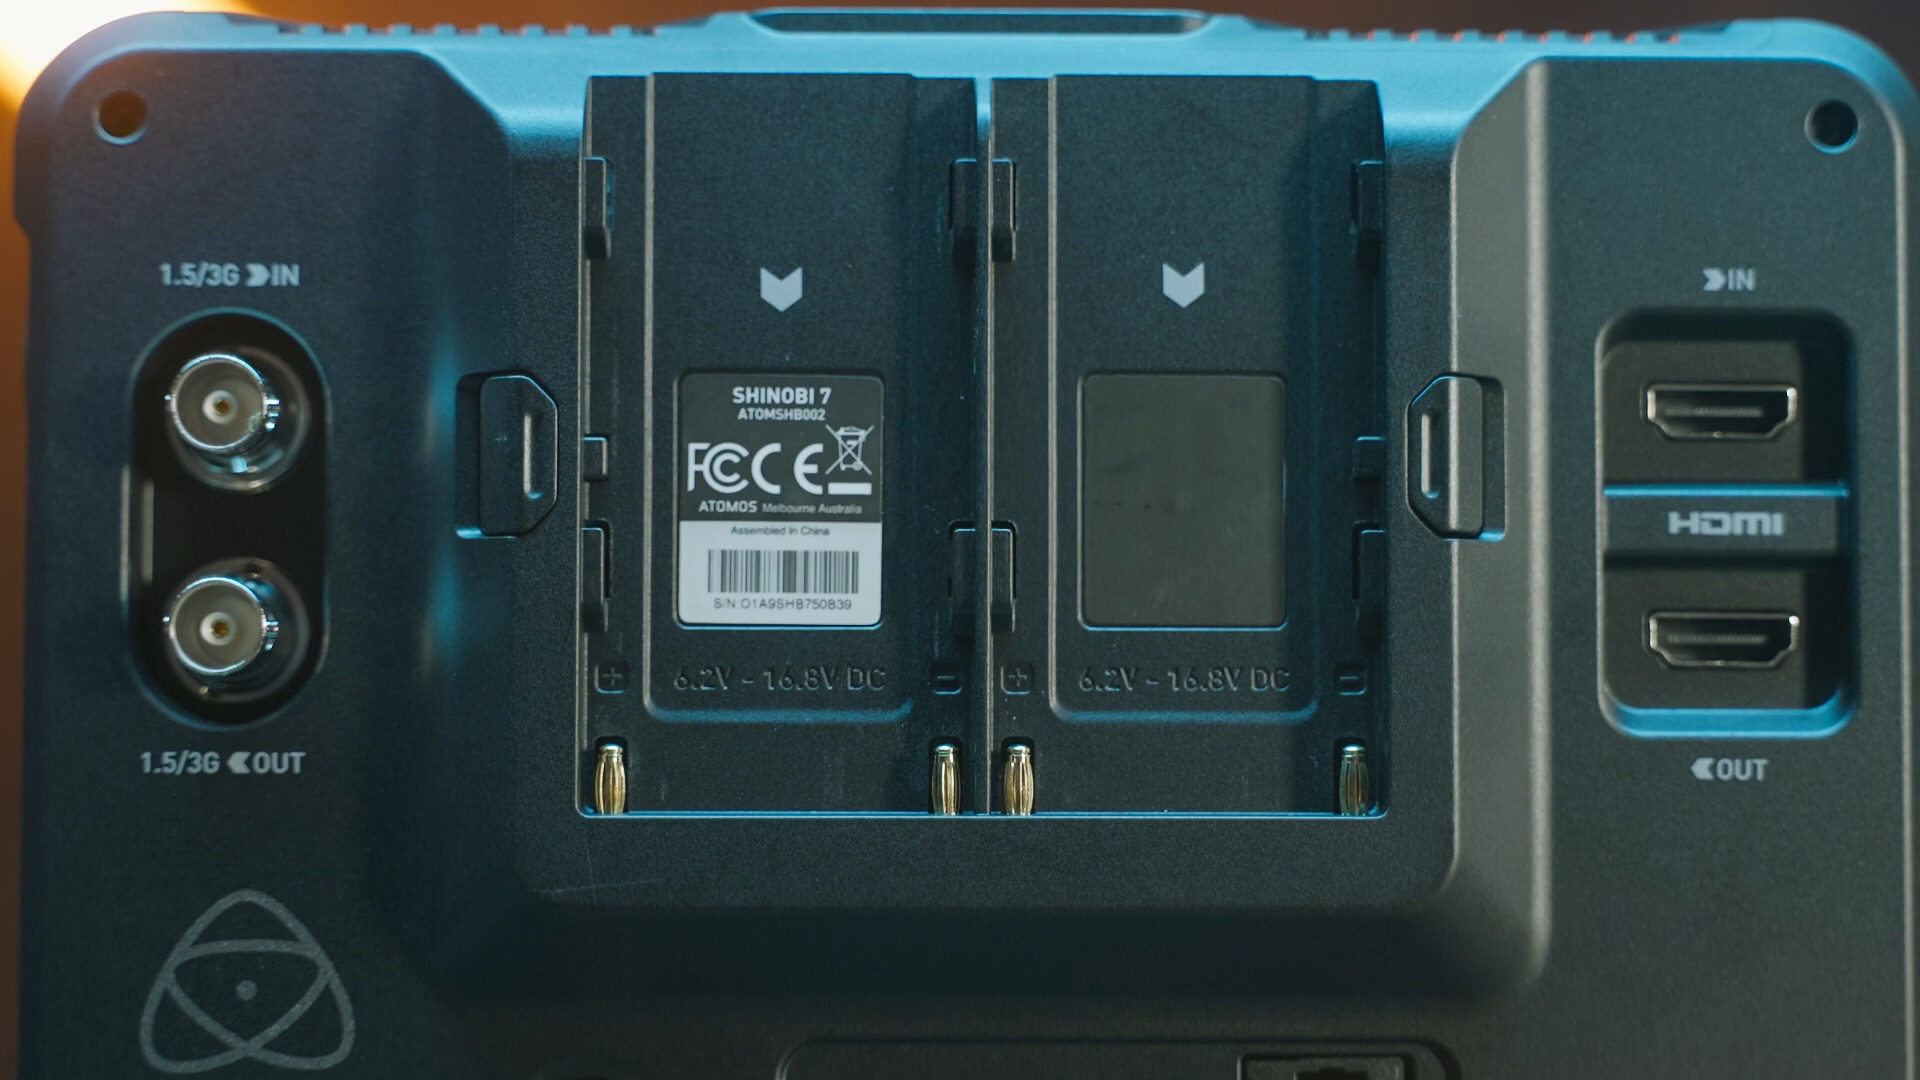 1.5/3G IN
1.5/3G OUT
SHINOBI 7
ATOMSHB002
FCC CE
ATOMOS Melbourne Australia
Assembled In China
S/N:O1A9SHB750B39
+ 6.2V - 16.8V DC -
+ 6.2V - 16.8V DC -
IN
HDMI
OUT